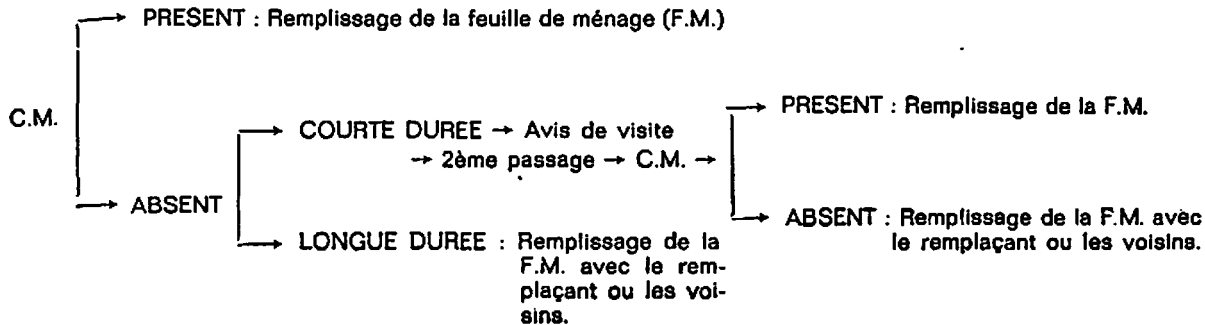 PRESENT : Remplissage de la feuille de ménage (F.M.)
C.M.
ABSENT
COURTE DUREE → Avis de visite
→ 2ème passage → C.M. →
PRESENT : Remplissage de la F.M.
ABSENT : Remplissage de la F.M. avec
le remplaçant ou les voisins.
LONGUE DUREE : Remplissage de la
F.M. avec le rem-
plaçant ou les voi-
sins.